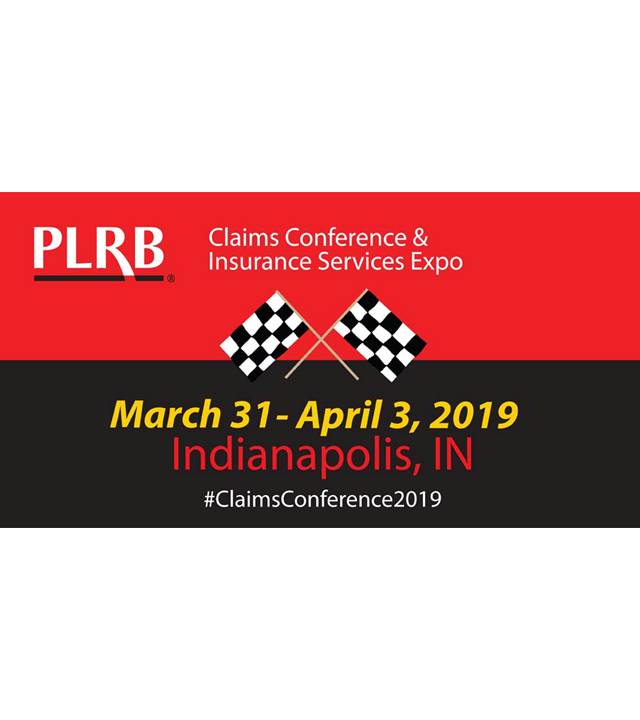 PLRB®
Claims Conference &
Insurance Services Expo
March 31- April 3, 2019
Indianapolis, IN
#ClaimsConference2019